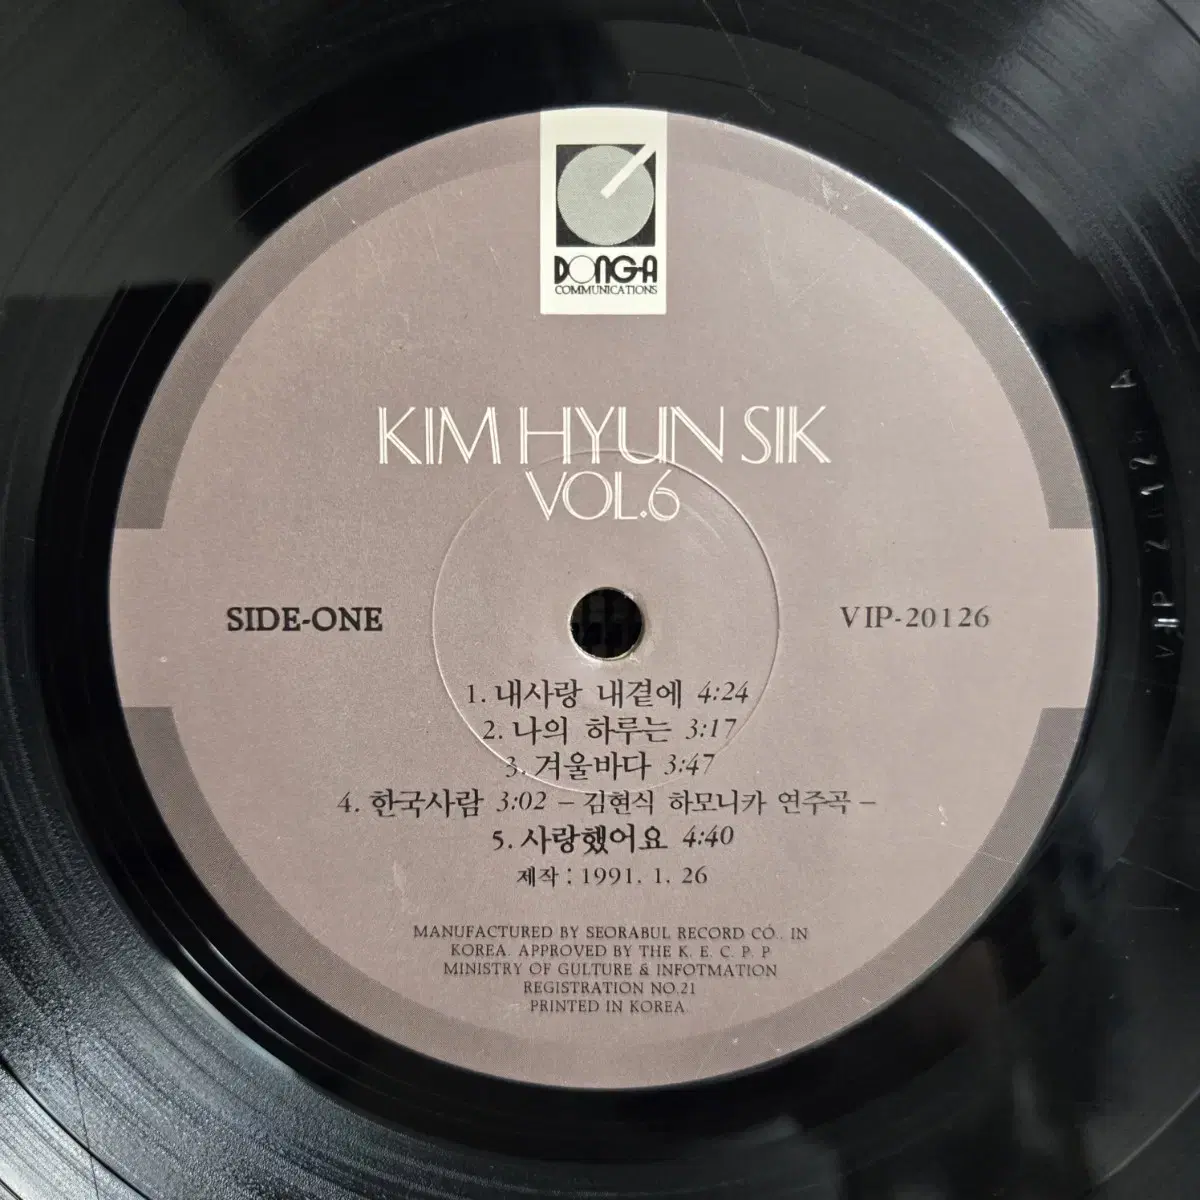 DONG-A
COMMUNICATIONS
KIM HYUN SIK
VOL.6
SIDE-ONE
VIP-20126
1. 내사랑 내곁에 4:24
2. 나의 하루는 3:17
3. 겨울바다 3:47
4. 한국사람 3:02 - 김현식 하모니카 연주곡 -
5. 사랑했어요 4:40
제작 : 1991. 1. 26
MANUFACTURED BY SEORABUL RECORD CO., IN
KOREA. APPROVED BY THE K. E. C. P. P
MINISTRY OF GULTURE & INFOTMATION
REGISTRATION NO.21
PRINTED IN KOREA.